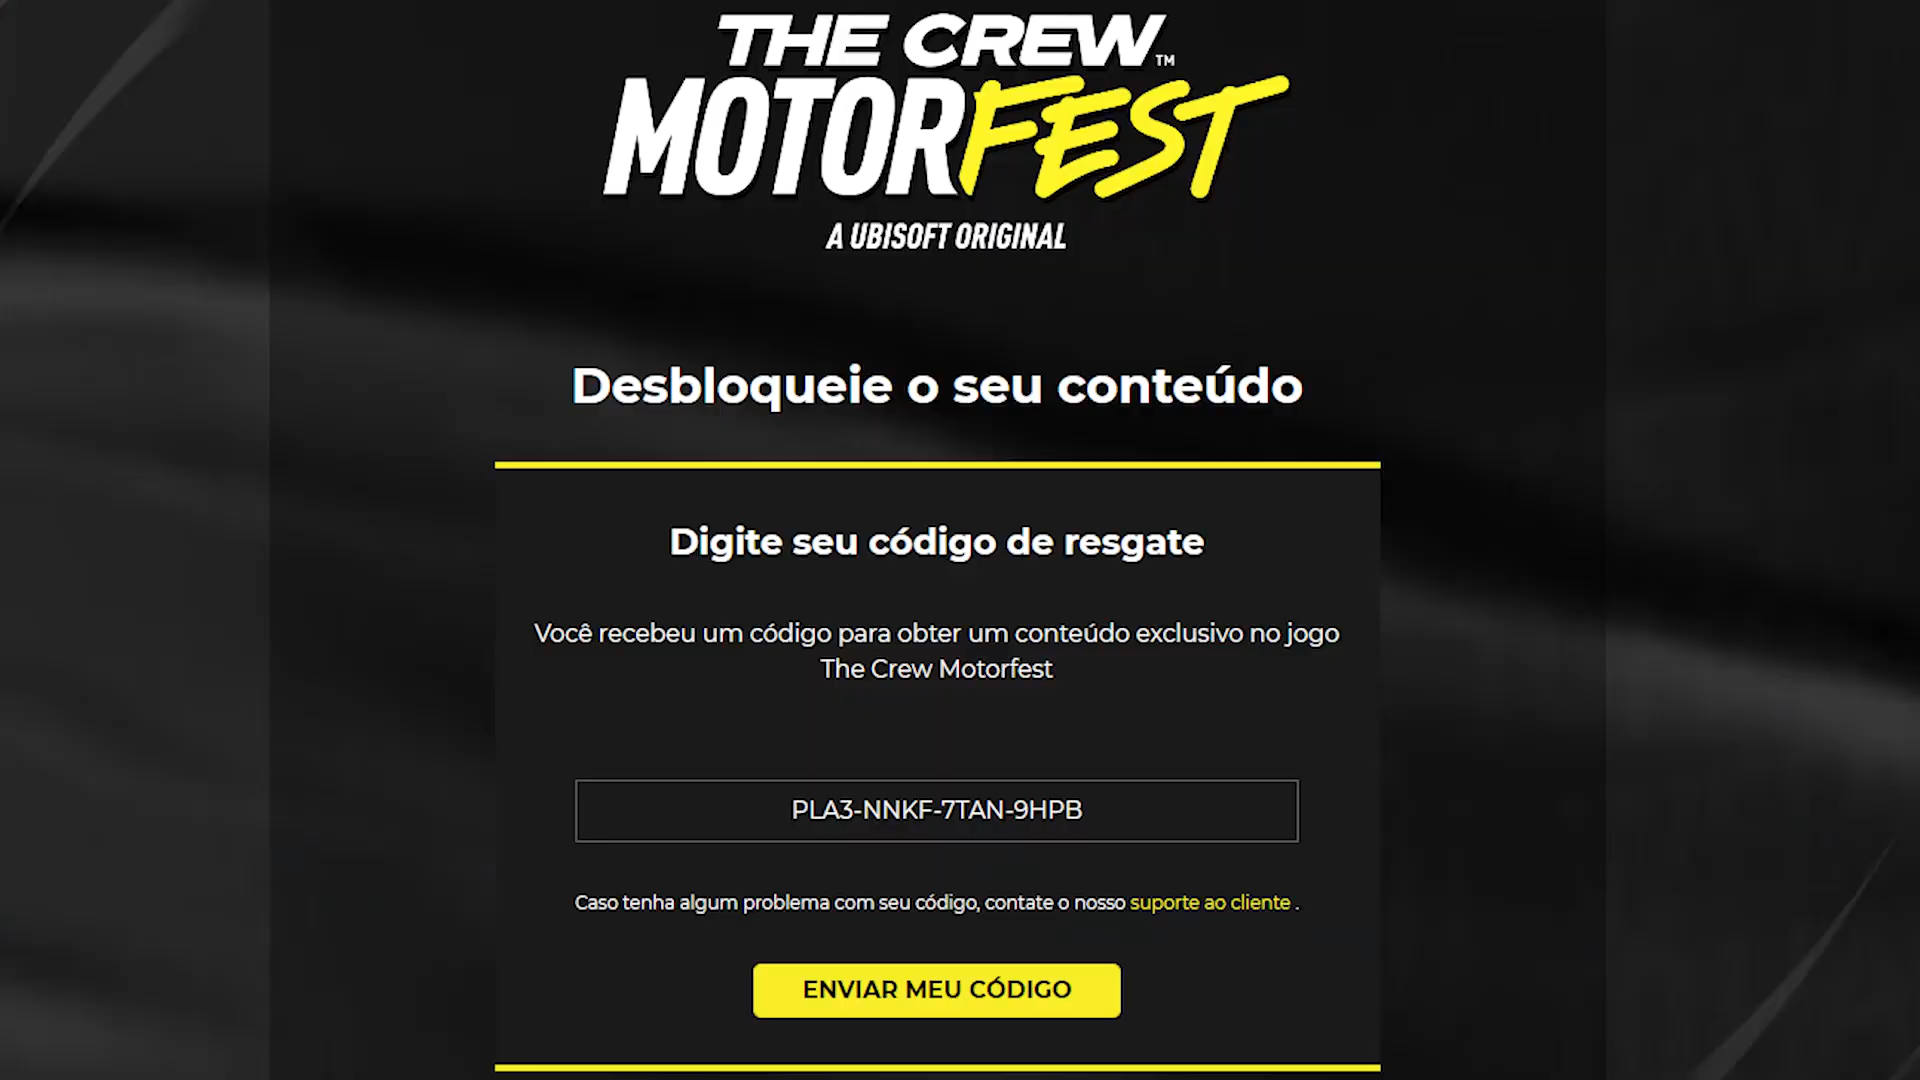 THE CREW™
MOTORFEST
A UBISOFT ORIGINAL
Desbloqueie o seu conteúdo
Digite seu código de resgate
Você recebeu um código para obter um conteúdo exclusivo no jogo
The Crew Motorfest
PLA3-NNKF-7TAN-9HPB
Caso tenha algum problema com seu código, contate o nosso suporte ao cliente .
ENVIAR MEU CÓDIGO